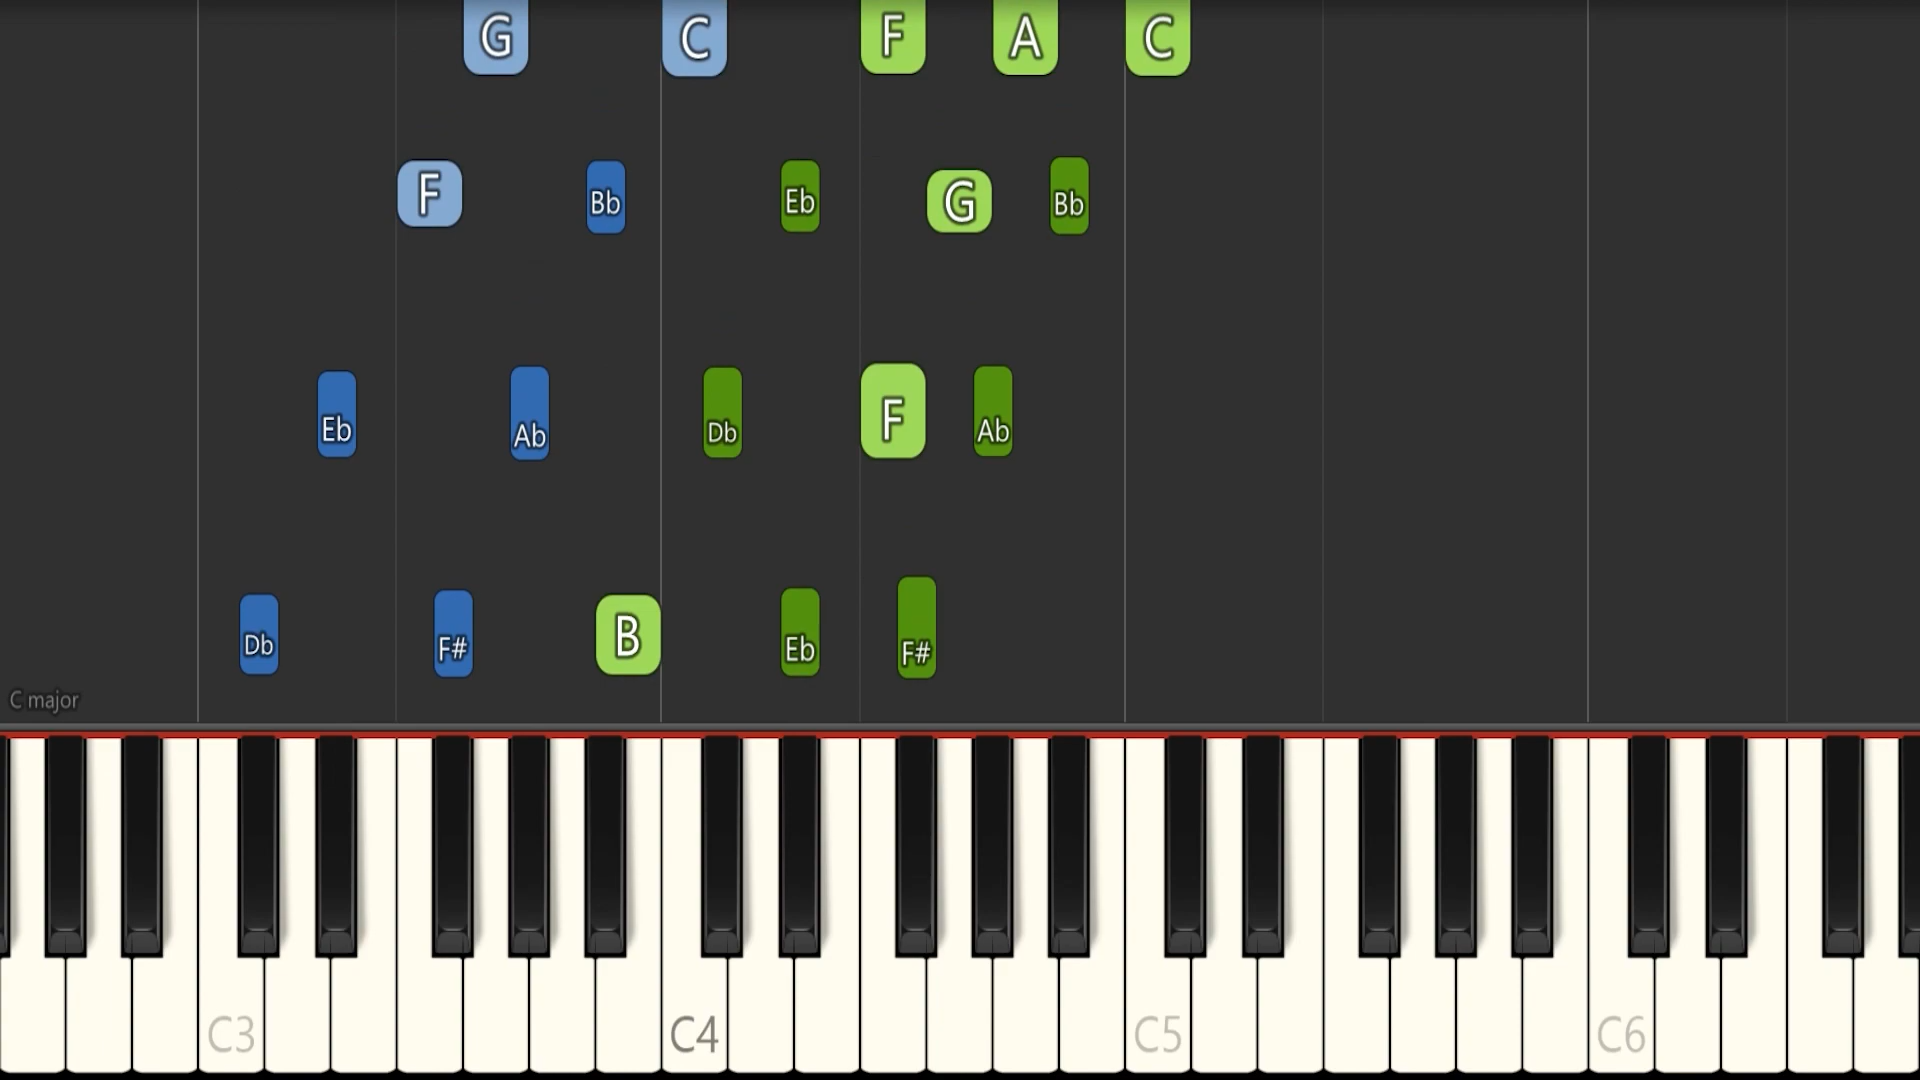 G C F A C
F Bb Eb G Bb
Eb Ab Db F Ab
Db F# B Eb F#
C major
C3 C4 C5 C6